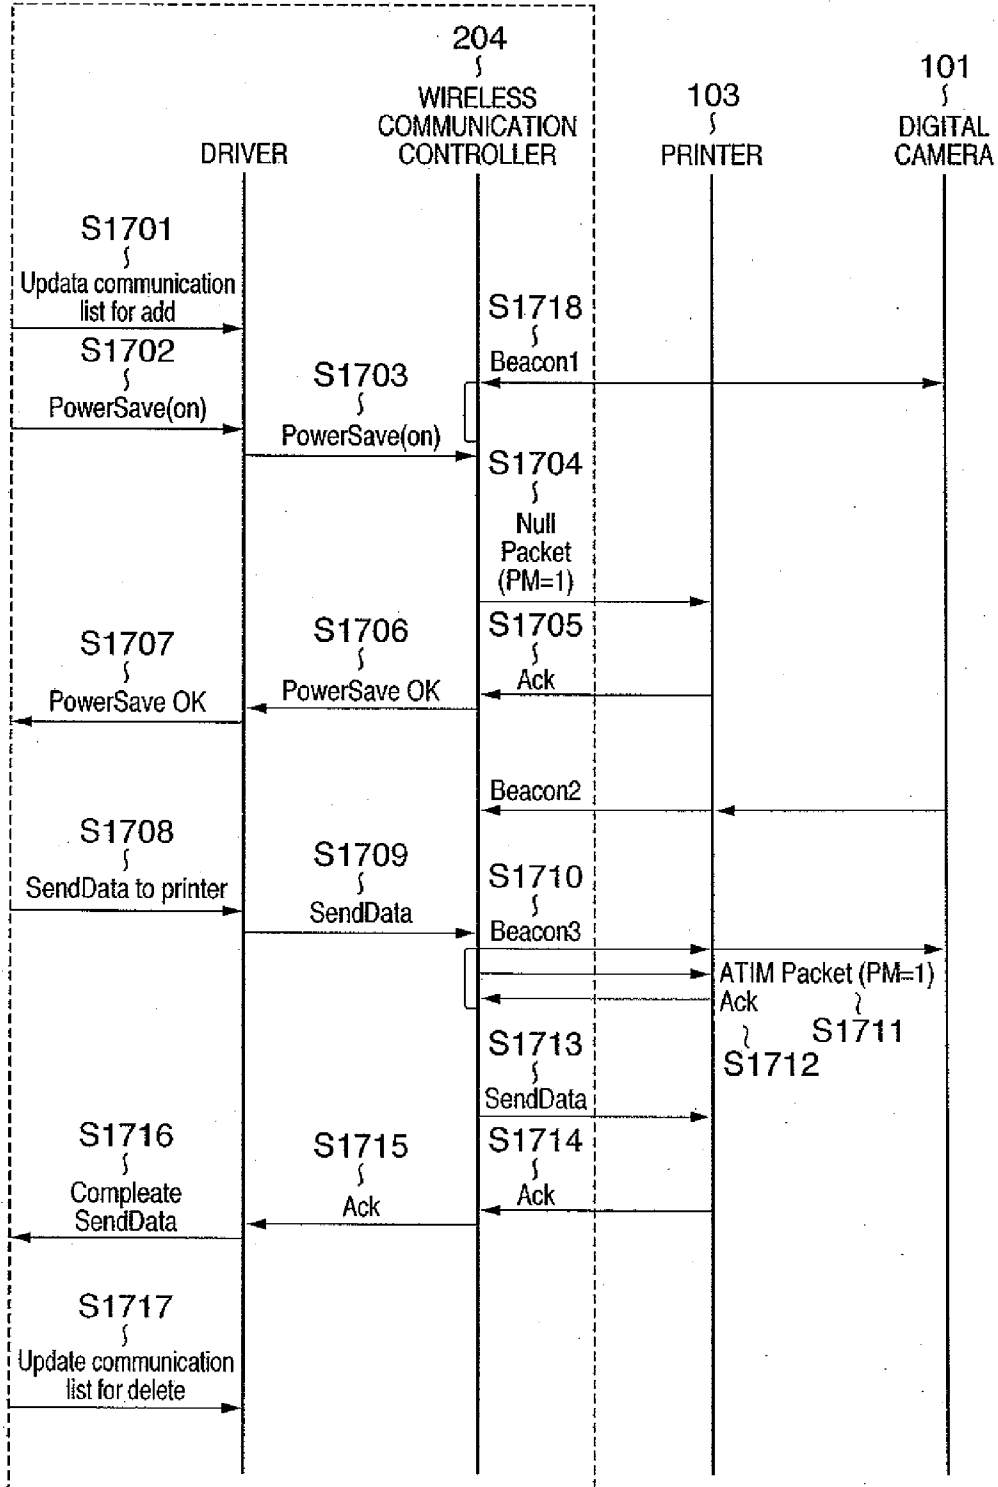 204
WIRELESS
COMMUNICATION
CONTROLLER
101
DIGITAL
CAMERA
103
PRINTER
DRIVER
S1701
Updata communication
list for add
S1718
Beacon1
S1702
PowerSave(on)
S1703
PowerSave(on)
S1704
Null
Packet
(PM=1)
S1705
Ack
S1706
PowerSave OK
S1707
PowerSave OK
Beacon2
S1708
SendData to printer
S1709
SendData
S1710
Beacon3
ATIM Packet (PM=1)
Ack
S1711
S1712
S1713
SendData
S1714
Ack
S1715
Ack
S1716
Compleate
SendData
S1717
Update communication
list for delete